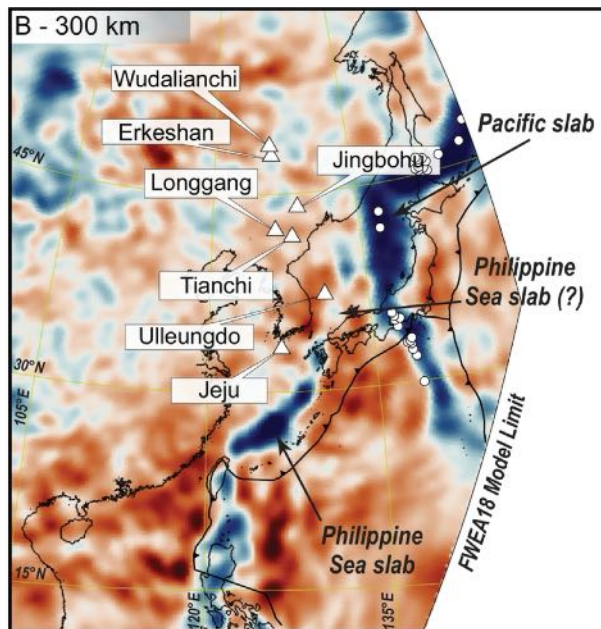 B - 300 km
Wudalianchi
Erkeshan
Jingbohu
Pacific slab
45°N
Longgang
Tianchi
Philippine
Sea slab (?)
Ulleungdo
Jeju
30°N
105°E
FWEA18 Model Limit
Philippine
Sea slab
15°N
120°E
135°E